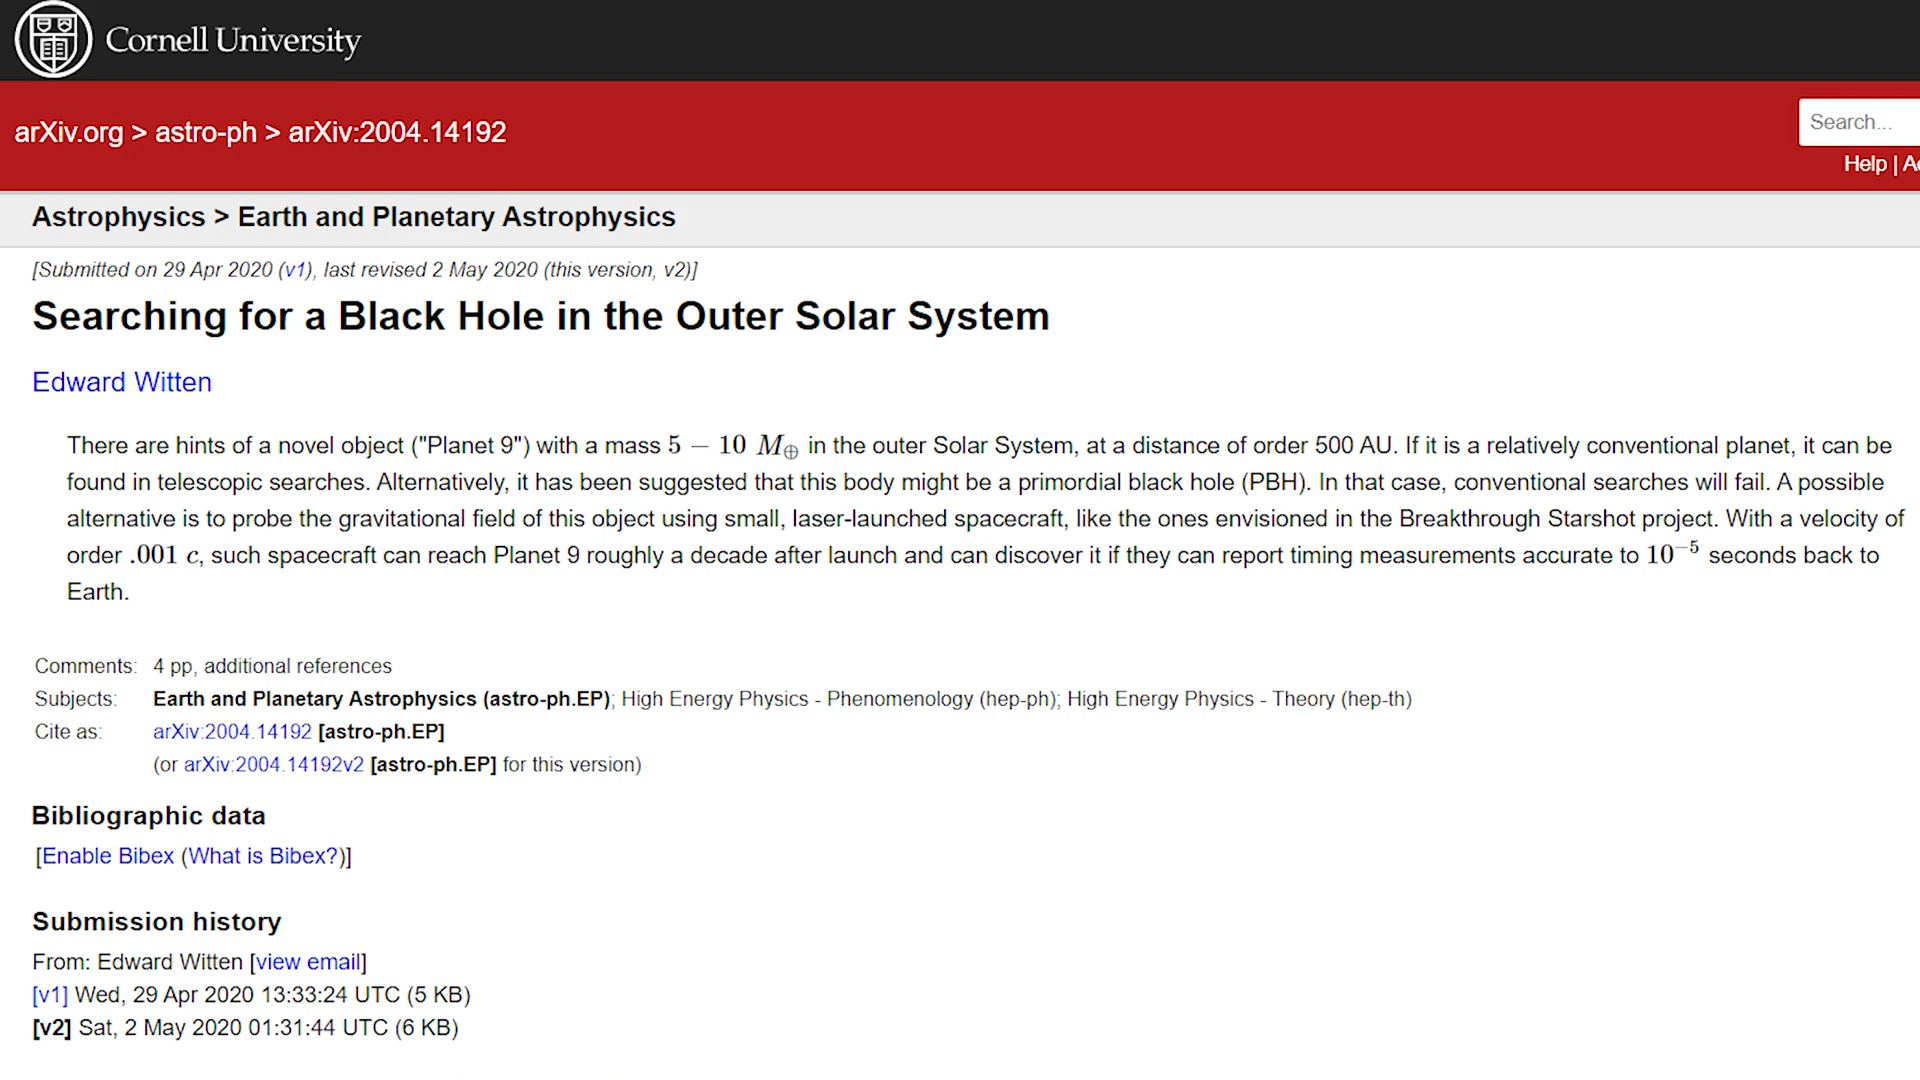 Cornell University
arXiv.org > astro-ph > arXiv:2004.14192
Search...
Help |
Astrophysics > Earth and Planetary Astrophysics
[Submitted on 29 Apr 2020 (v1), last revised 2 May 2020 (this version, v2)]
Searching for a Black Hole in the Outer Solar System
Edward Witten
There are hints of a novel object ("Planet 9") with a mass 5 − 10 M⊕ in the outer Solar System, at a distance of order 500 AU. If it is a relatively conventional planet, it can be
found in telescopic searches. Alternatively, it has been suggested that this body might be a primordial black hole (PBH). In that case, conventional searches will fail. A possible
alternative is to probe the gravitational field of this object using small, laser-launched spacecraft, like the ones envisioned in the Breakthrough Starshot project. With a velocity of
order .001 c, such spacecraft can reach Planet 9 roughly a decade after launch and can discover it if they can report timing measurements accurate to 10⁻⁵ seconds back to
Earth.
Comments: 4 pp, additional references
Subjects: Earth and Planetary Astrophysics (astro-ph.EP); High Energy Physics - Phenomenology (hep-ph); High Energy Physics - Theory (hep-th)
Cite as: arXiv:2004.14192 [astro-ph.EP]
(or arXiv:2004.14192v2 [astro-ph.EP] for this version)
Bibliographic data
[Enable Bibex (What is Bibex?)]
Submission history
From: Edward Witten [view email]
[v1] Wed, 29 Apr 2020 13:33:24 UTC (5 KB)
[v2] Sat, 2 May 2020 01:31:44 UTC (6 KB)